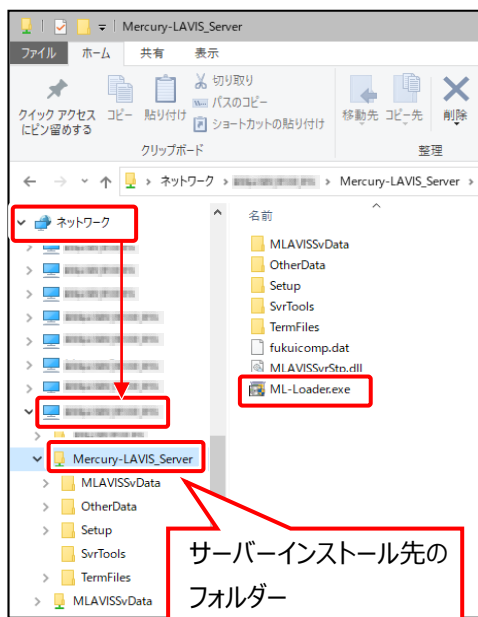 Mercury-LAVIS_Server
ファイル ホーム 共有 表示
クイック アクセス
にピン留めする
コピー
貼り付け
切り取り
パスのコピー
ショートカットの貼り付け
移動先
コピー先
削除
クリップボード
整理
ネットワーク > Mercury-LAVIS_Server >
名前
ネットワーク
MLAVISSvData
OtherData
Setup
SvrTools
TermFiles
fukuicomp.dat
MLAVISSvrStp.dll
ML-Loader.exe
Mercury-LAVIS_Server
MLAVISSvData
OtherData
Setup
SvrTools
TermFiles
MLAVISSvData
サーバーインストール先の
フォルダー